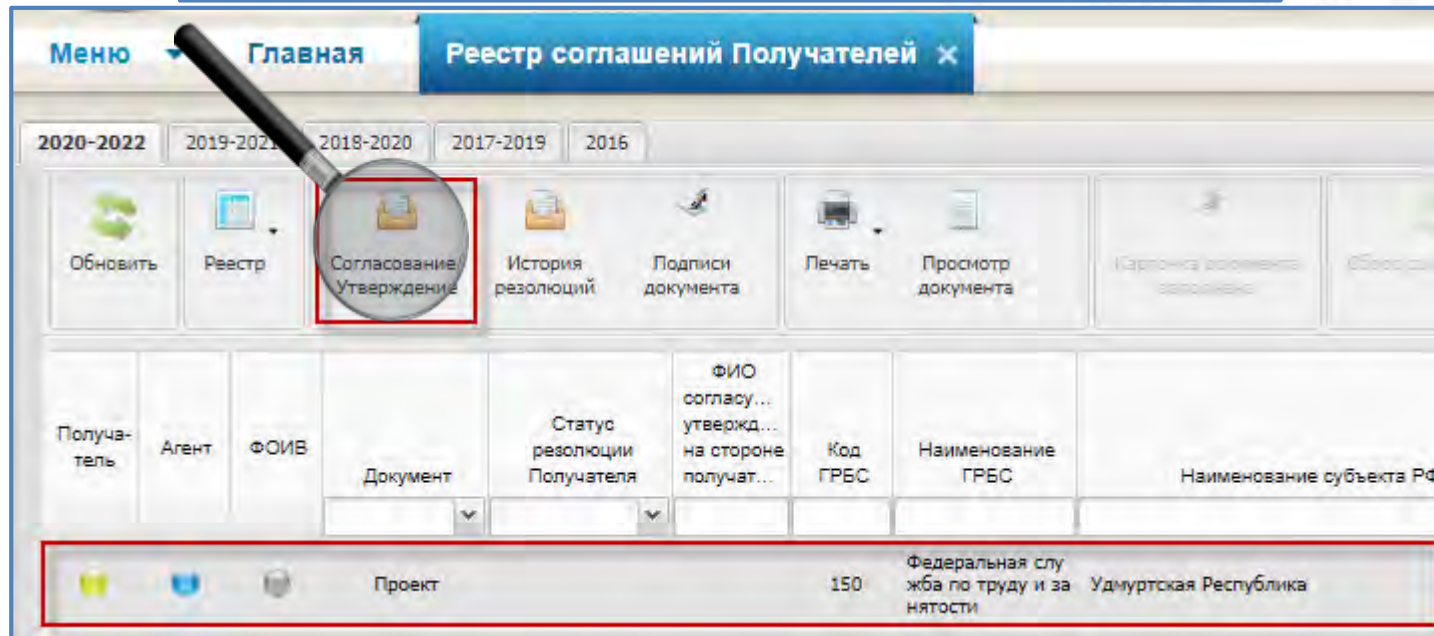 Меню Главная Реестр соглашений Получателей ×
2020-2022 2019-2021 2018-2020 2017-2019 2016
Обновить Реестр Согласование/ История Подписи Печать Просмотр
Утверждение резолюций документа документа
ФИО
согласу...
Статус утвержд...
Получа- Агент ФОИВ резолюции на стороне Код Наименование
тель Документ Получателя получат... ГРБС ГРБС Наименование субъекта РФ
Федеральная слу
Проект 150 жба по труду и за Удмуртская Республика
нятости